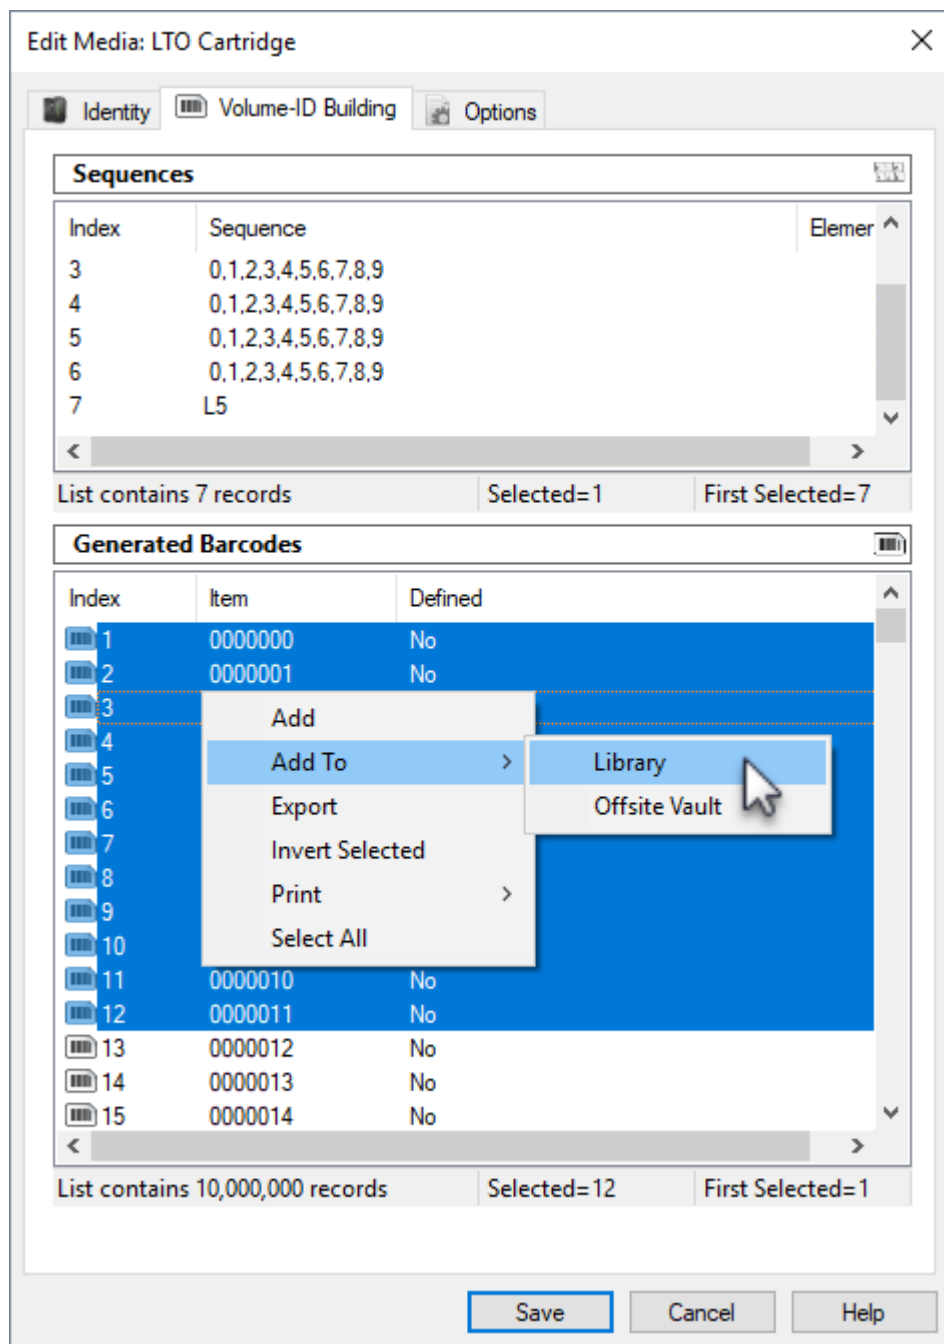 Edit Media: LTO Cartridge
Identity Volume-ID Building Options
Sequences
Index Sequence Elemer
3 0,1,2,3,4,5,6,7,8,9
4 0,1,2,3,4,5,6,7,8,9
5 0,1,2,3,4,5,6,7,8,9
6 0,1,2,3,4,5,6,7,8,9
7 L5
List contains 7 records Selected=1 First Selected=7
Generated Barcodes
Index Item Defined
1 0000000 No
2 0000001 No
3
Add
4
Add To Library
5
Export Offsite Vault
6
7
Invert Selected
8
Print
9
Select All
10
11 0000010 No
12 0000011 No
13 0000012 No
14 0000013 No
15 0000014 No
List contains 10,000,000 records Selected=12 First Selected=1
Save Cancel Help